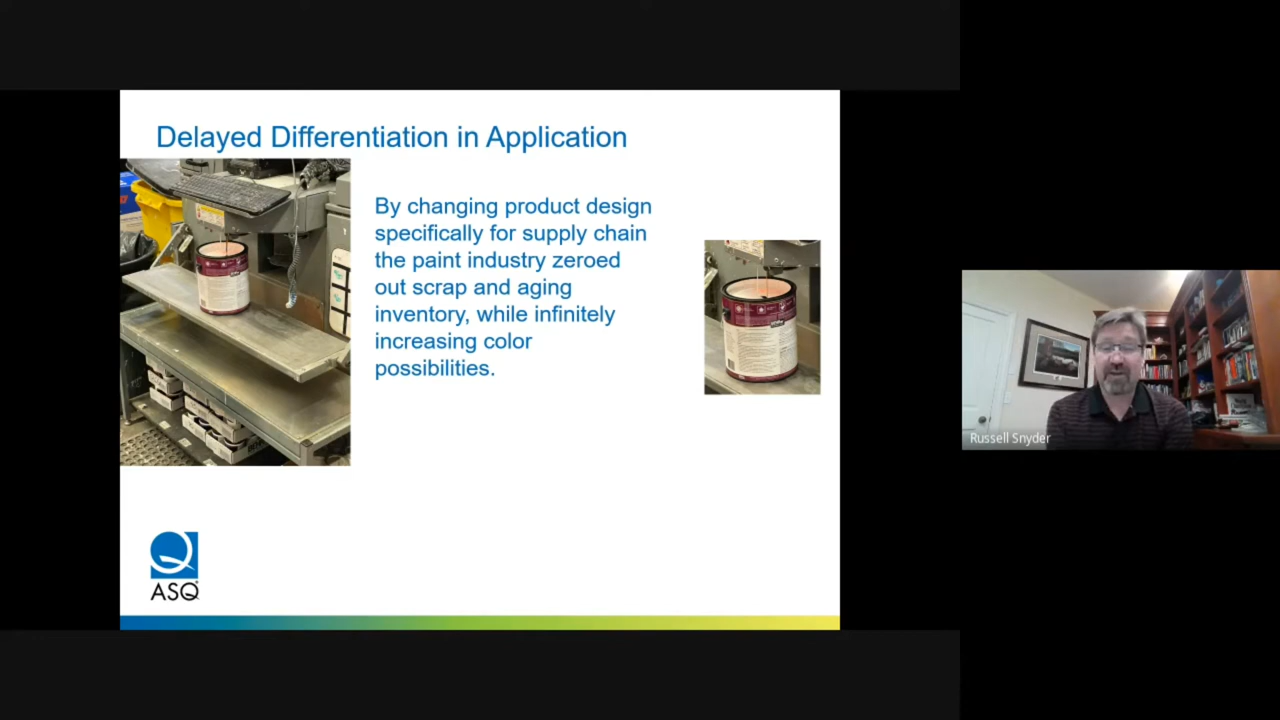 Delayed Differentiation in Application
By changing product design
specifically for supply chain
the paint industry zeroed
out scrap and aging
inventory, while infinitely
increasing color
possibilities.
ASQ
Russell Snyder